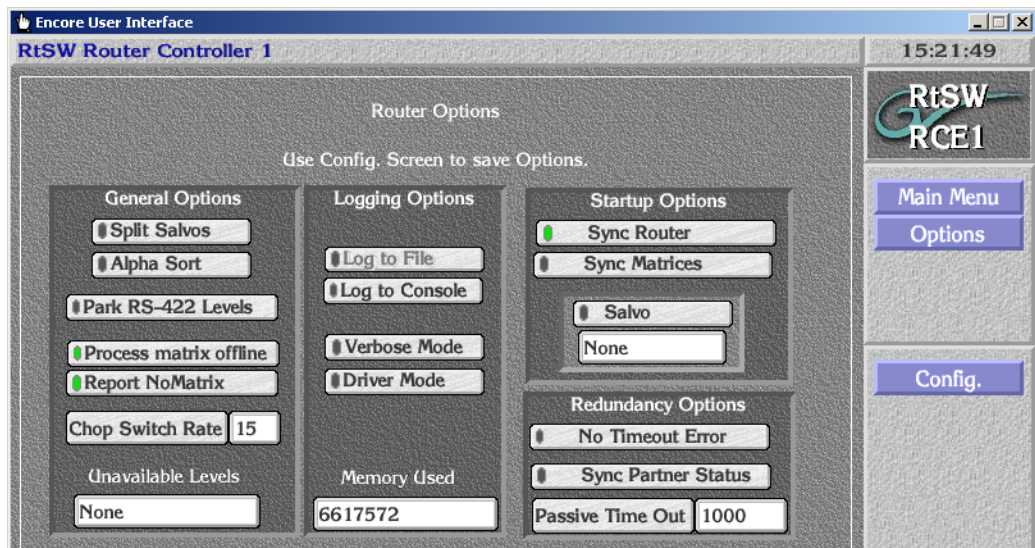 Encore User Interface
RtSW Router Controller 1
15:21:49
RtSW
RCE1
Router Options
Use Config. Screen to save Options.
General Options
Split Salvos
Alpha Sort
Park RS-422 Levels
Process matrix offline
Report NoMatrix
Chop Switch Rate 15
Unavailable Levels
None
Logging Options
Log to File
Log to Console
Verbose Mode
Driver Mode
Memory Used
6617572
Startup Options
Sync Router
Sync Matrices
Salvo
None
Redundancy Options
No Timeout Error
Sync Partner Status
Passive Time Out 1000
Main Menu
Options
Config.